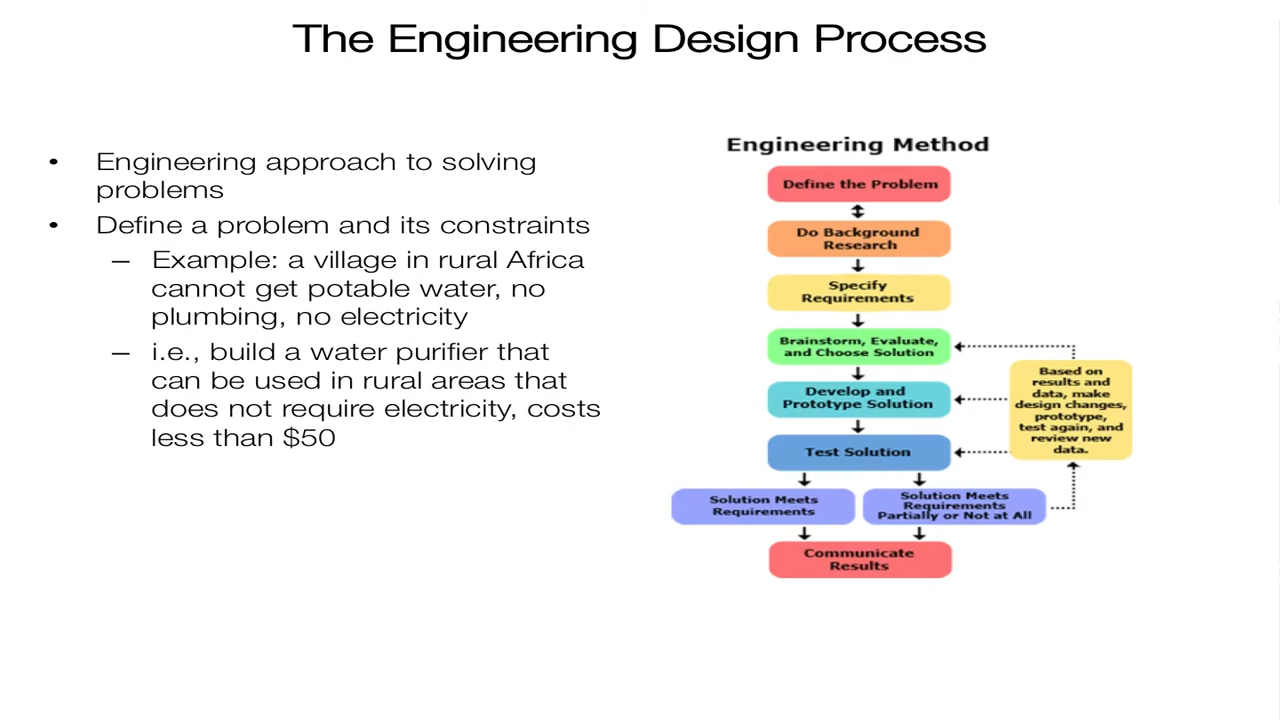 The Engineering Design Process
• Engineering approach to solving
problems
• Define a problem and its constraints
– Example: a village in rural Africa
cannot get potable water, no
plumbing, no electricity
– i.e., build a water purifier that
can be used in rural areas that
does not require electricity, costs
less than $50
Engineering Method
Define the Problem
Do Background
Research
Specify
Requirements
Brainstorm, Evaluate,
and Choose Solution
Develop and
Prototype Solution
Test Solution
Based on
results and
data, make
design changes,
prototype,
test again, and
review new
data.
Solution Meets
Requirements
Solution Meets
Requirements
Partially or Not at All
Communicate
Results